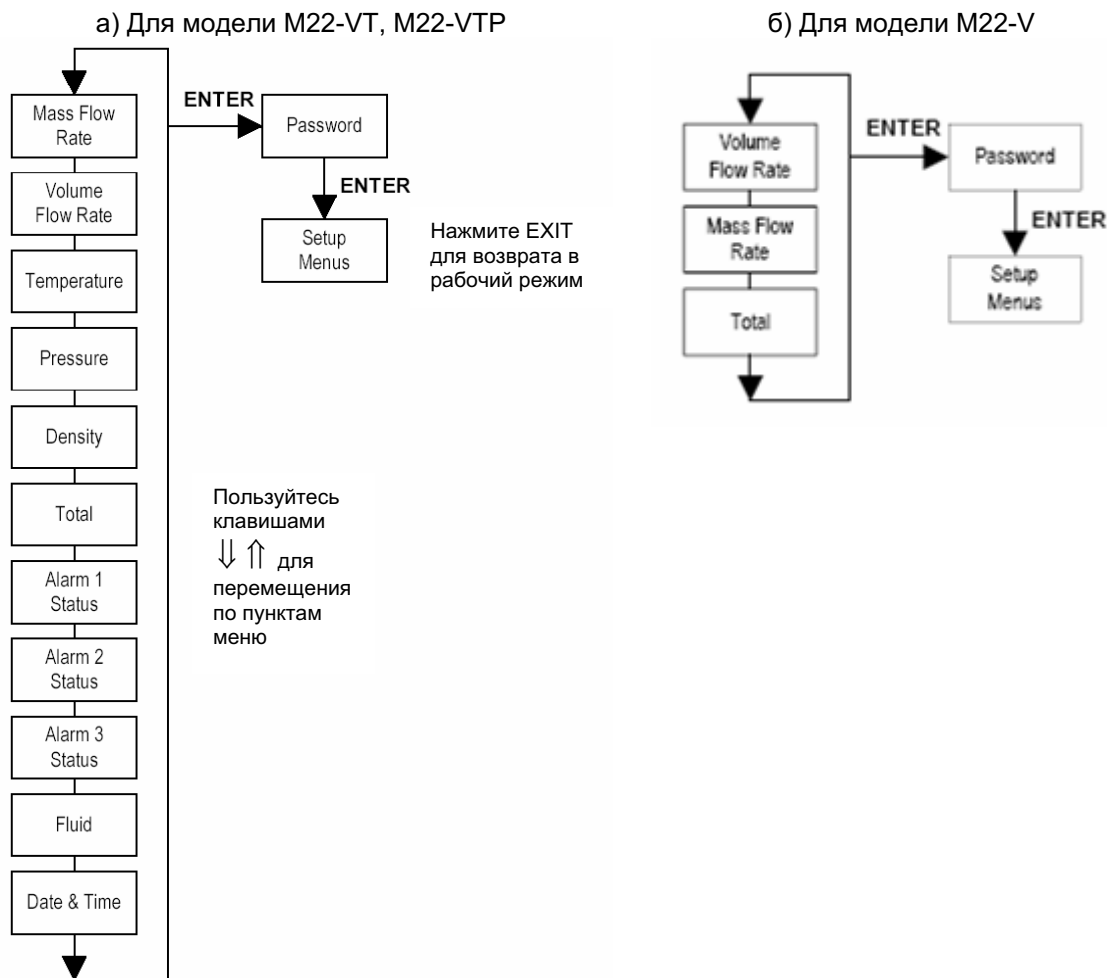 а) Для модели M22-VT, M22-VTP
Mass Flow
Rate
Volume
Flow Rate
Temperature
Pressure
Density
Total
Alarm 1
Status
Alarm 2
Status
Alarm 3
Status
Fluid
Date & Time
ENTER
Password
ENTER
Setup
Menus
Нажмите EXIT
для возврата в
рабочий режим
Пользуйтесь
клавишами
⇓ ⇑ для
перемещения
по пунктам
меню
б) Для модели M22-V
Volume
Flow Rate
Mass Flow
Rate
Total
ENTER
Password
ENTER
Setup
Menus